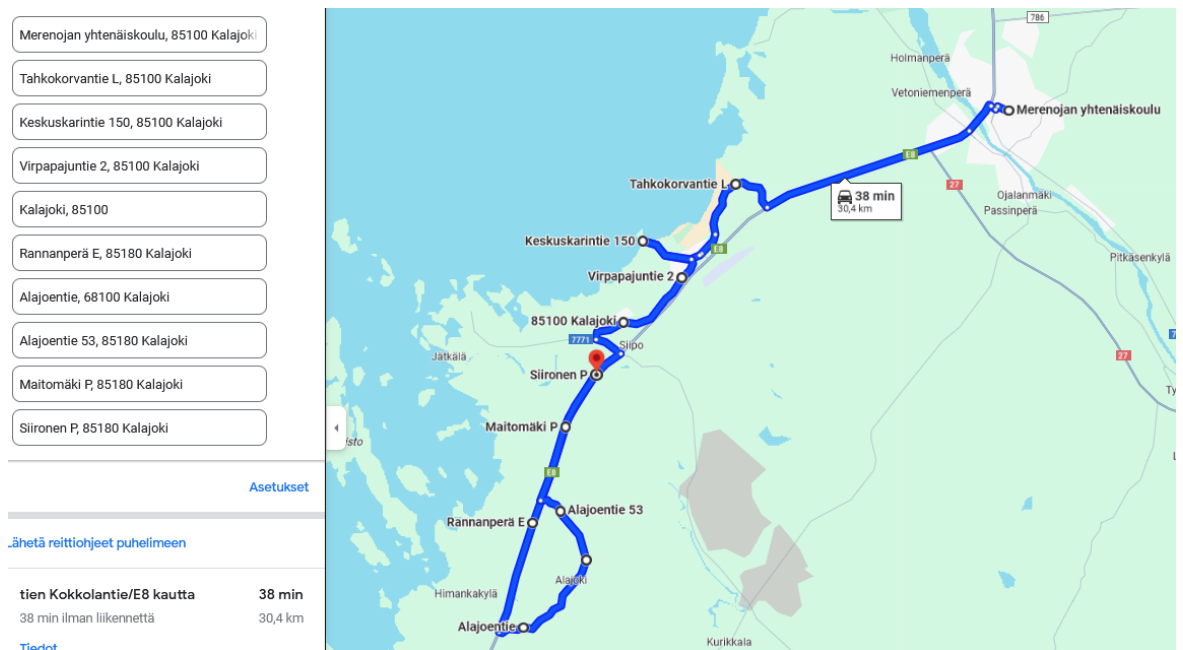 Merenojan yhtenäiskoulu, 85100 Kalajoki
Tahkokorvantie L, 85100 Kalajoki
Keskuskarintie 150, 85100 Kalajoki
Virpapajuntie 2, 85100 Kalajoki
Kalajoki, 85100
Rannanperä E, 85180 Kalajoki
Alajoentie, 68100 Kalajoki
Alajoentie 53, 85180 Kalajoki
Maitomäki P, 85180 Kalajoki
Siironen P, 85180 Kalajoki
Asetukset
Lähetä reittiohjeet puhelimeen
tien Kokkolantie/E8 kautta 38 min
38 min ilman liikennettä 30,4 km
Tiedot
786
Holmanperä
Vetoniemenperä
Merenojan yhtenäiskoulu
E8
27
Tahkokorvantie L
38 min
30,4 km
Ojalanmäki
Passinperä
Keskuskarintie 150
E8
Pitkäsenkylä
Virpapajuntie 2
85100 Kalajoki
7771
Siipo
Jätkälä
27
Siironen P
Maitomäki P
E8
Rannanperä E
Alajoentie 53
Alajoki
Himankakylä
Alajoentie
Kurikkala